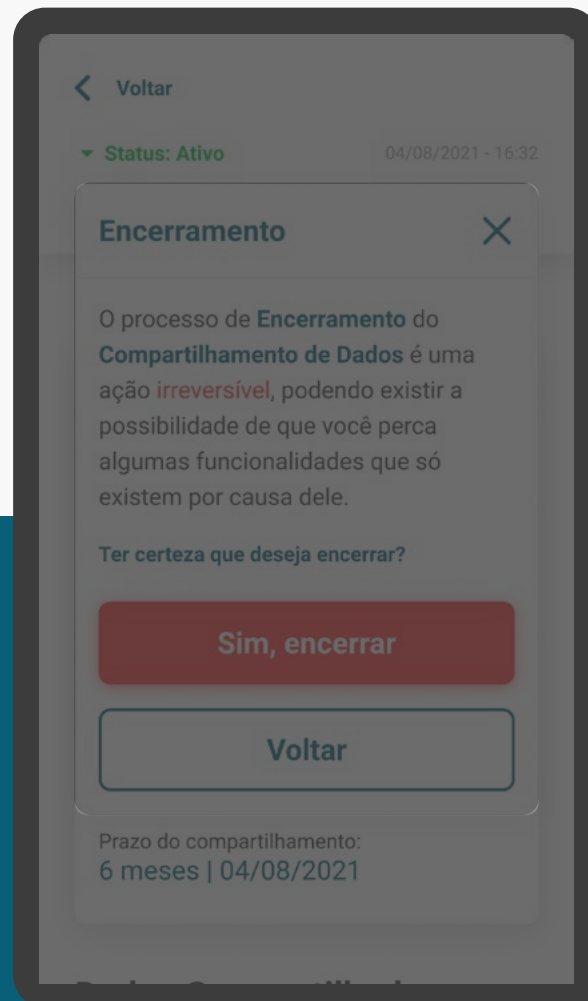 Voltar
Status: Ativo 04/08/2021 - 16:32
Encerramento
O processo de Encerramento do
Compartilhamento de Dados é uma
ação irreversível, podendo existir a
possibilidade de que você perca
algumas funcionalidades que só
existem por causa dele.
Ter certeza que deseja encerrar?
Sim, encerrar
Voltar
Prazo do compartilhamento:
6 meses | 04/08/2021